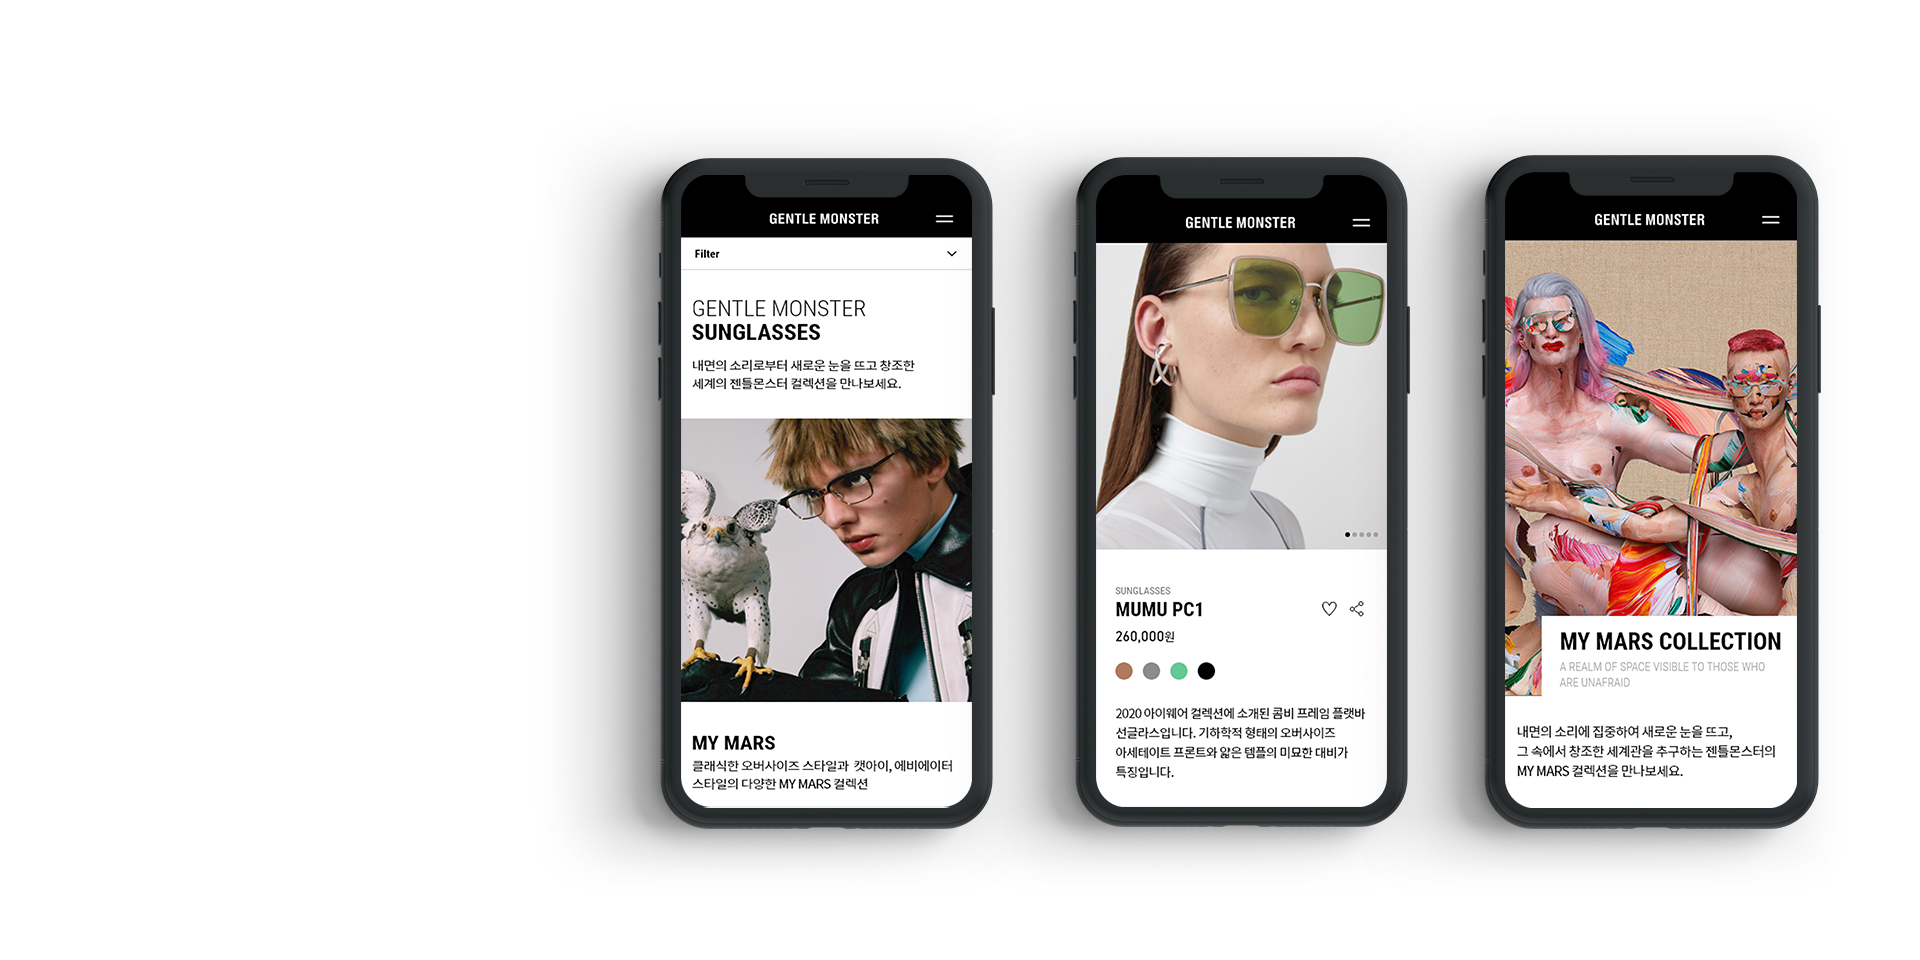 GENTLE MONSTER
Filter
GENTLE MONSTER
SUNGLASSES
내면의 소리로부터 새로운 눈을 뜨고 창조한
세계의 젠틀몬스터 컬렉션을 만나보세요.
MY MARS
클래식한 오버사이즈 스타일과 캣아이, 에비에이터
스타일의 다양한 MY MARS 컬렉션
GENTLE MONSTER
SUNGLASSES
MUMU PC1
260,000원
2020 아이웨어 컬렉션에 소개된 콤비 프레임 플랫바
선글라스입니다. 기하학적 형태의 오버사이즈
아세테이트 프론트와 얇은 템플의 미묘한 대비가
특징입니다.
GENTLE MONSTER
MY MARS COLLECTION
A REALM OF SPACE VISIBLE TO THOSE WHO
ARE UNAFRAID
내면의 소리에 집중하여 새로운 눈을 뜨고,
그 속에서 창조한 세계관을 추구하는 젠틀몬스터의
MY MARS 컬렉션을 만나보세요.